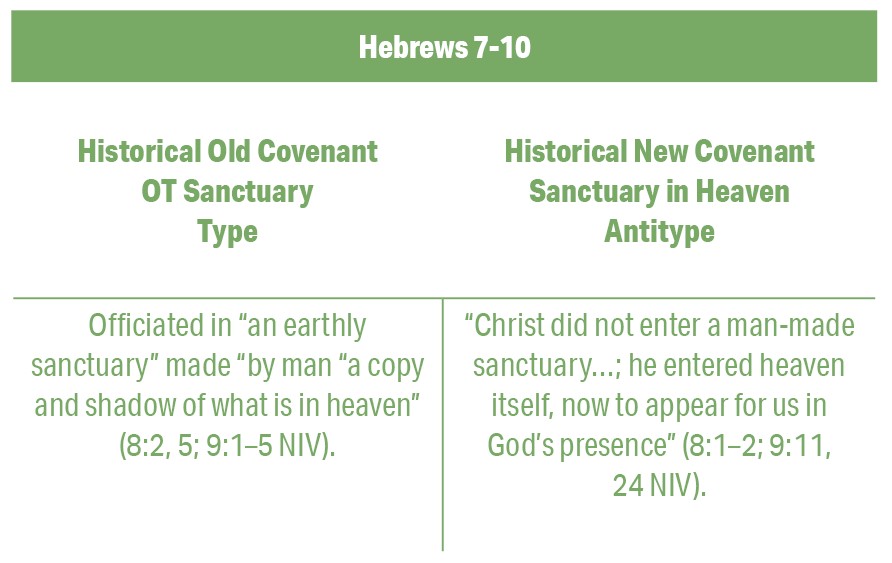 Hebrews 7-10
Historical Old Covenant
OT Sanctuary
Type
Historical New Covenant
Sanctuary in Heaven
Antitype
Officiated in “an earthly
sanctuary” made “by man “a copy
and shadow of what is in heaven”
(8:2, 5; 9:1–5 NIV).
“Christ did not enter a man-made
sanctuary...; he entered heaven
itself, now to appear for us in
God’s presence” (8:1–2; 9:11,
24 NIV).